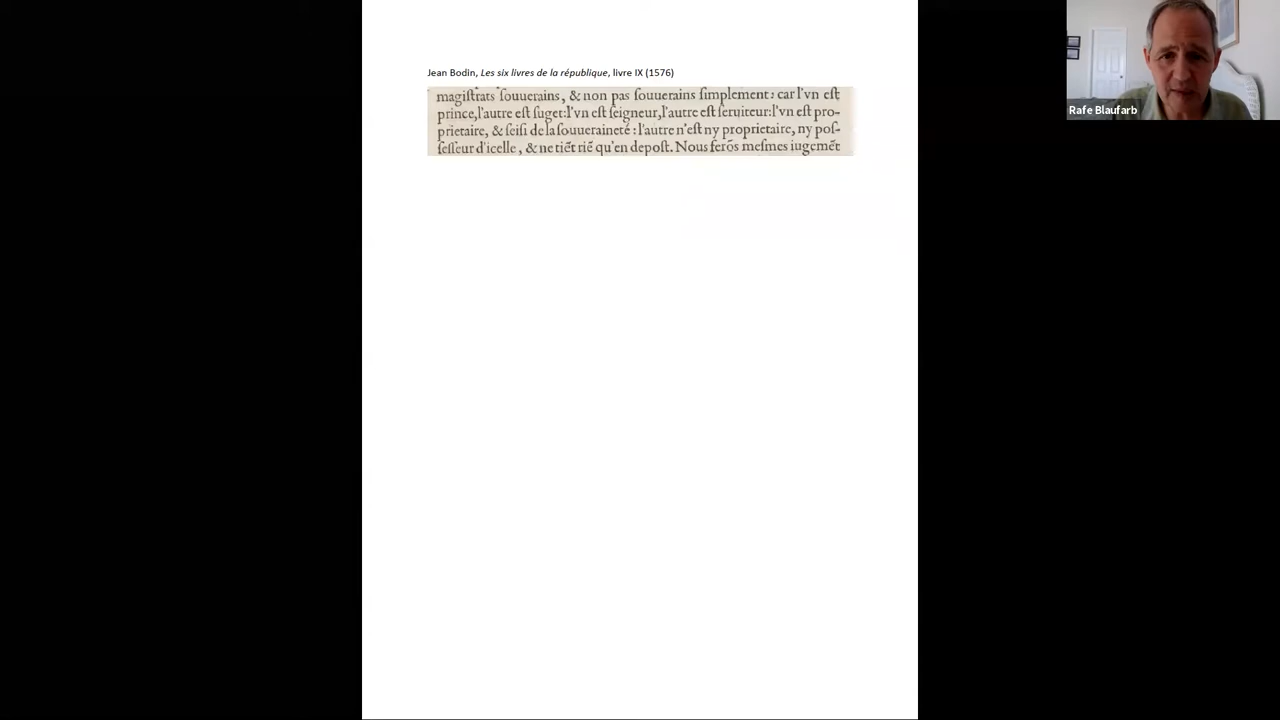 Jean Bodin, Les six livres de la république, livre IX (1576)
magiſtrats ſouuerains, & non pas ſouuerains ſimplement: car l'vn eſt
prince,l'autre eſt ſuget:l'vn eſt ſeigneur,l'autre eſt ſeruiteur:l'vn eſt pro-
prietaire, & ſeiſi de la ſouueraineté : l'autre n'eſt ny proprietaire, ny poſ-
ſeſſeur d'icelle, & ne tiẽt riẽ qu'en depoſt. Nous ferõs meſmes iugemẽt
Rafe Blaufarb